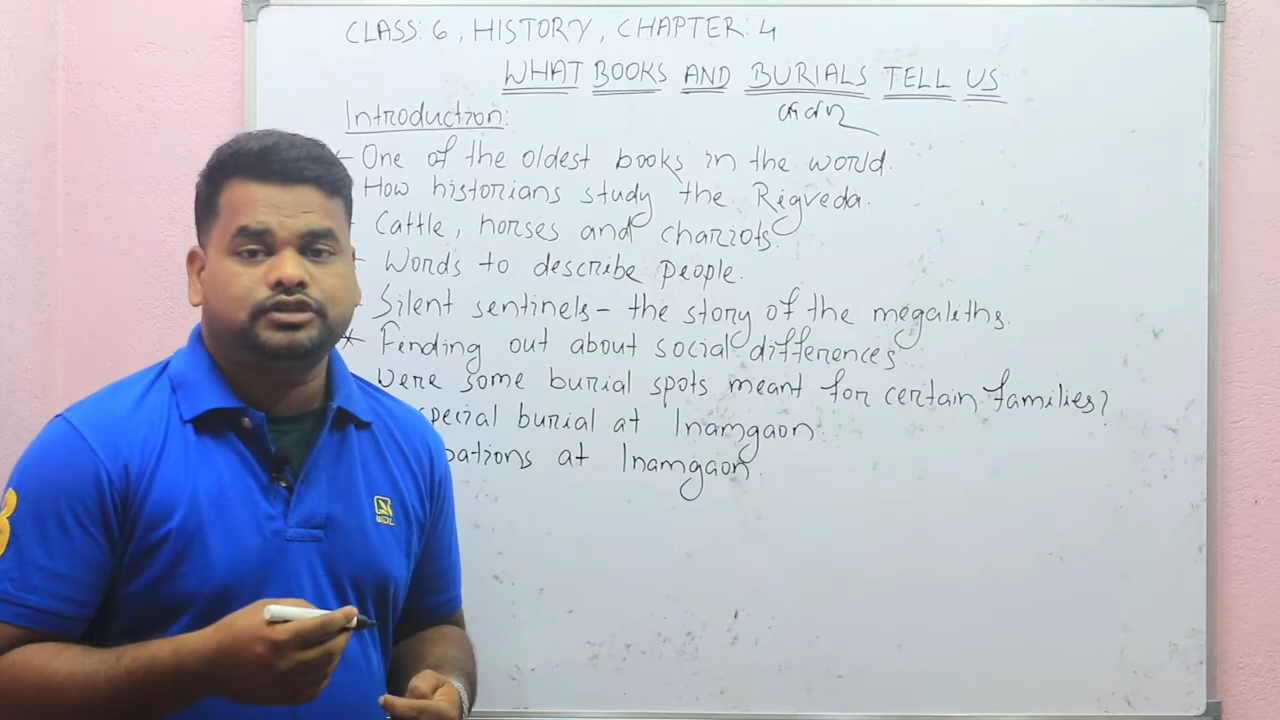 CLASS: 6, HISTORY, CHAPTER: 4
WHAT BOOKS AND BURIALS TELL US
Introduction:
One of the oldest books in the world.
How historians study the Rigveda.
Cattle, horses and chariots.
Words to describe people.
Silent sentinels – the story of the megaliths.
* Finding out about social differences.
Were some burial spots meant for certain families?
special burial at Inamgaon.
pations at Inamgaon.